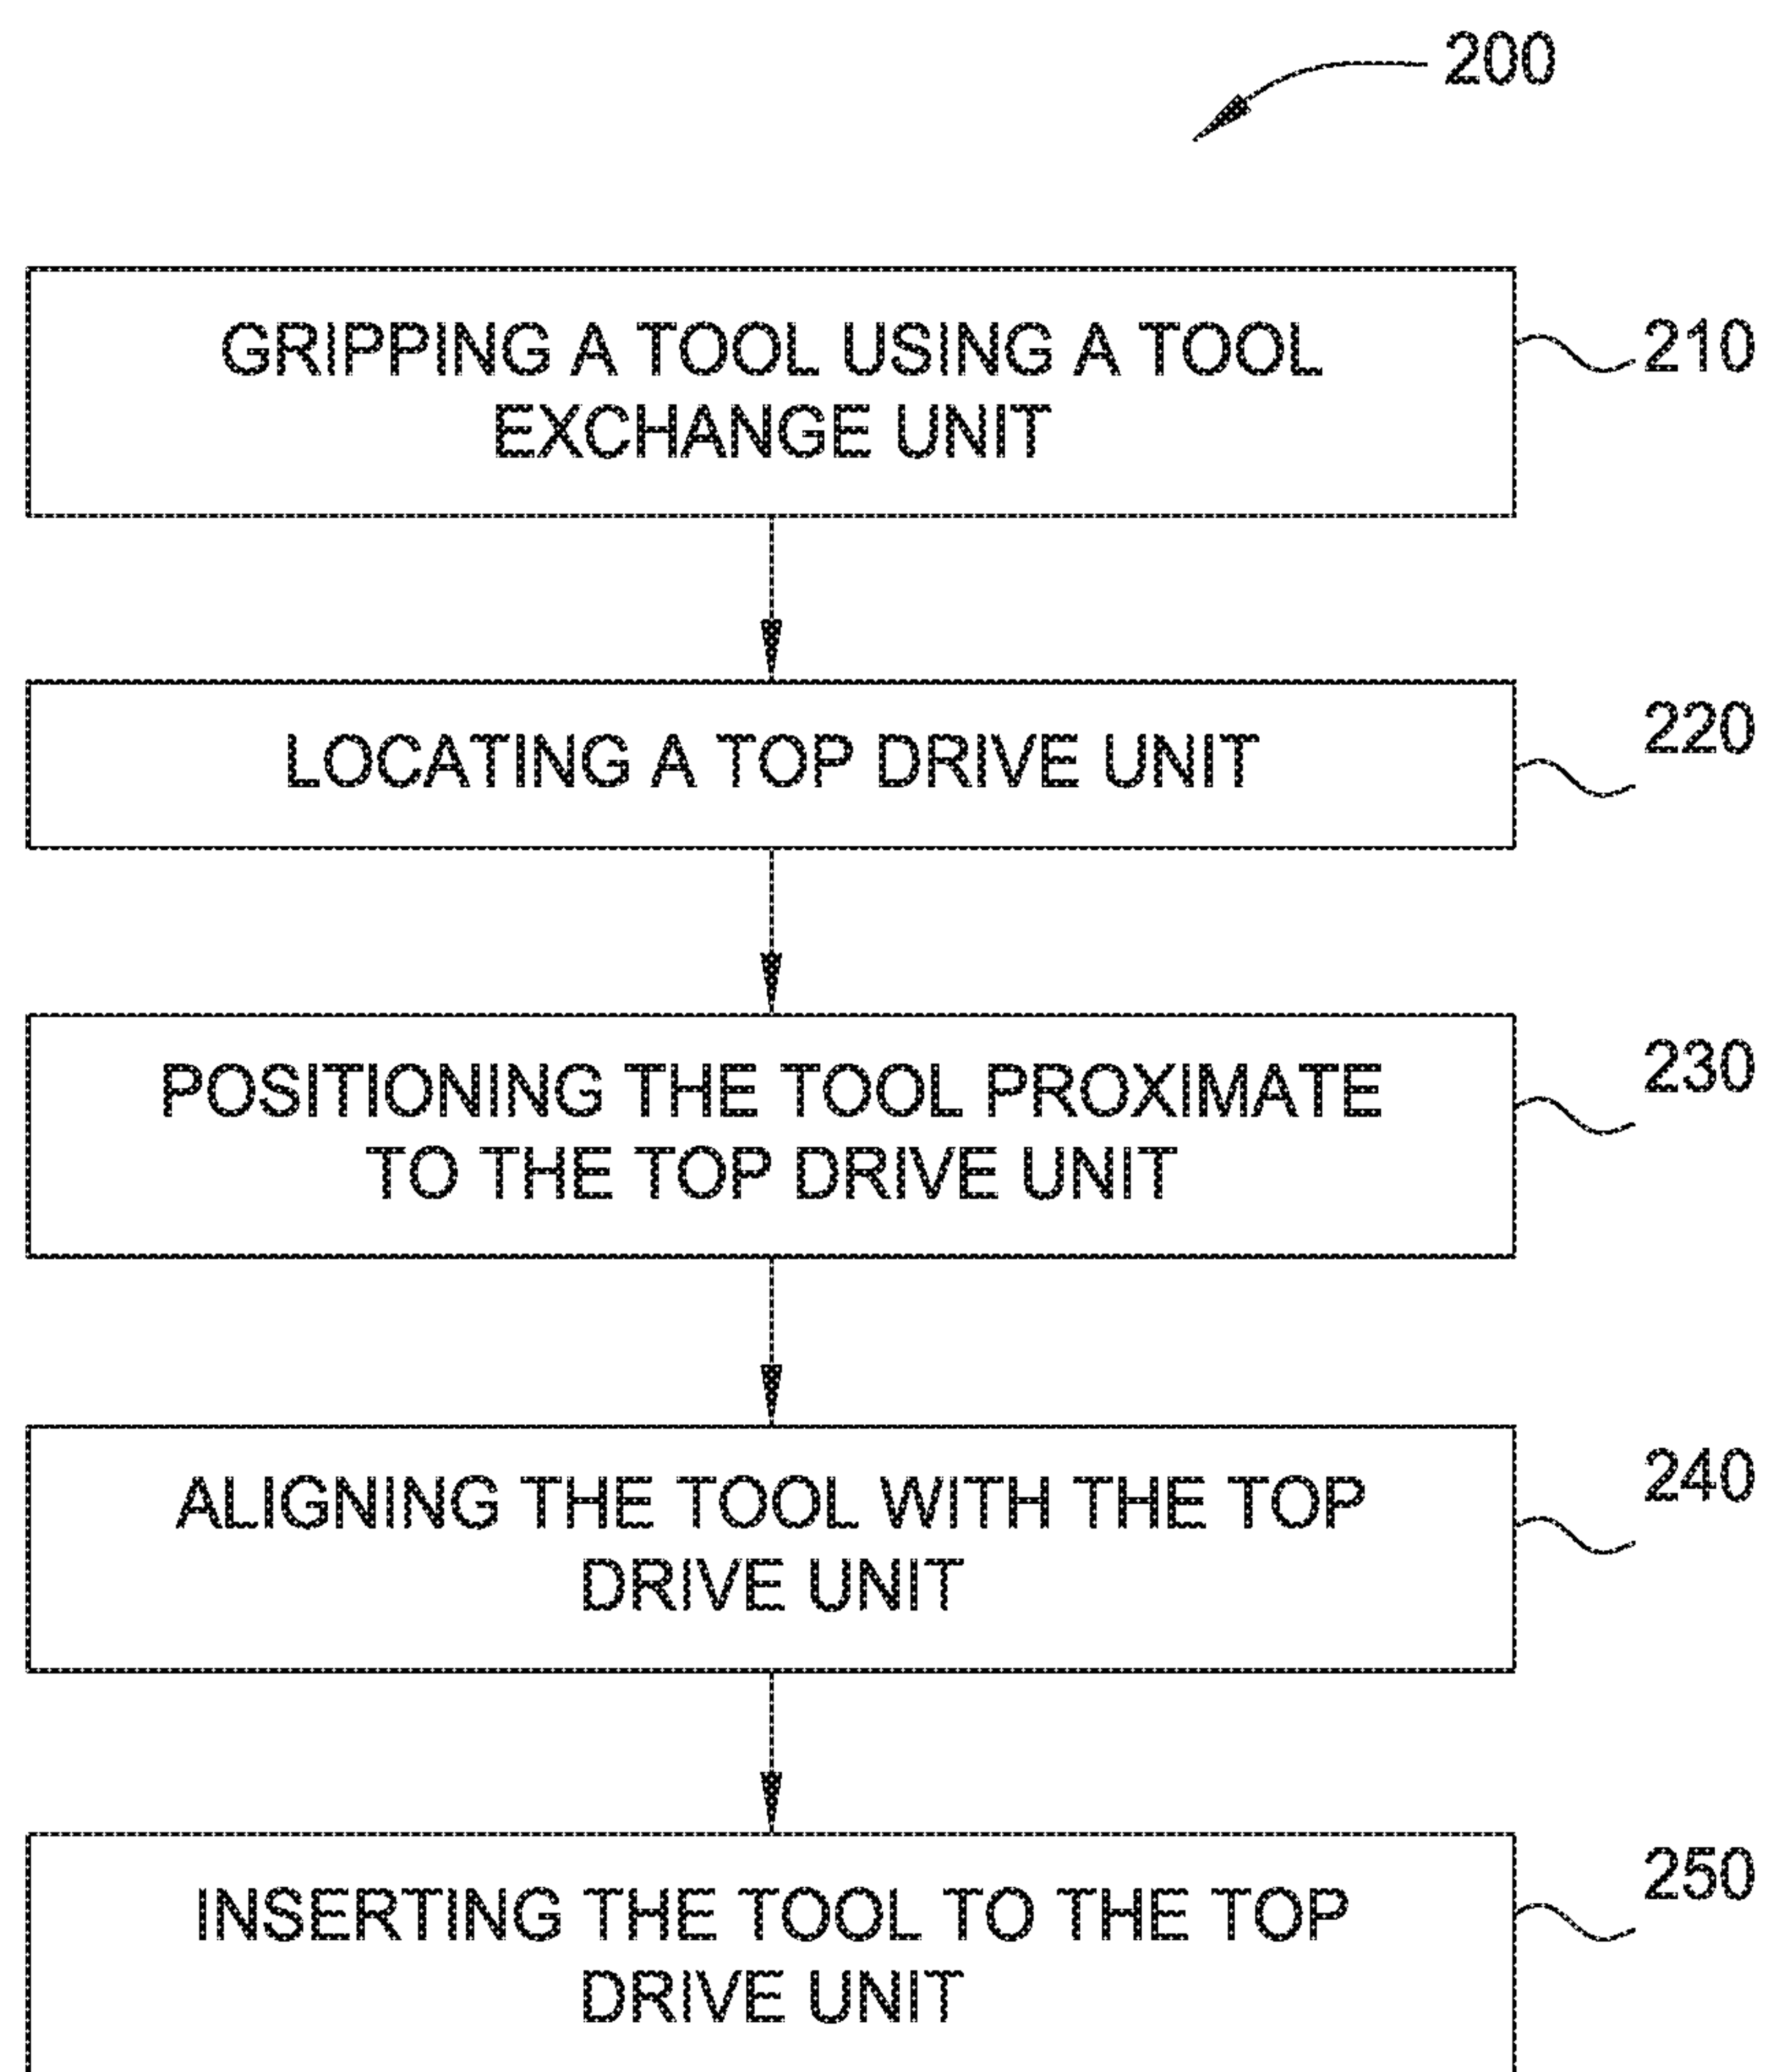 200
GRIPPING A TOOL USING A TOOL
EXCHANGE UNIT
210
LOCATING A TOP DRIVE UNIT
220
POSITIONING THE TOOL PROXIMATE
TO THE TOP DRIVE UNIT
230
ALIGNING THE TOOL WITH THE TOP
DRIVE UNIT
240
INSERTING THE TOOL TO THE TOP
DRIVE UNIT
250